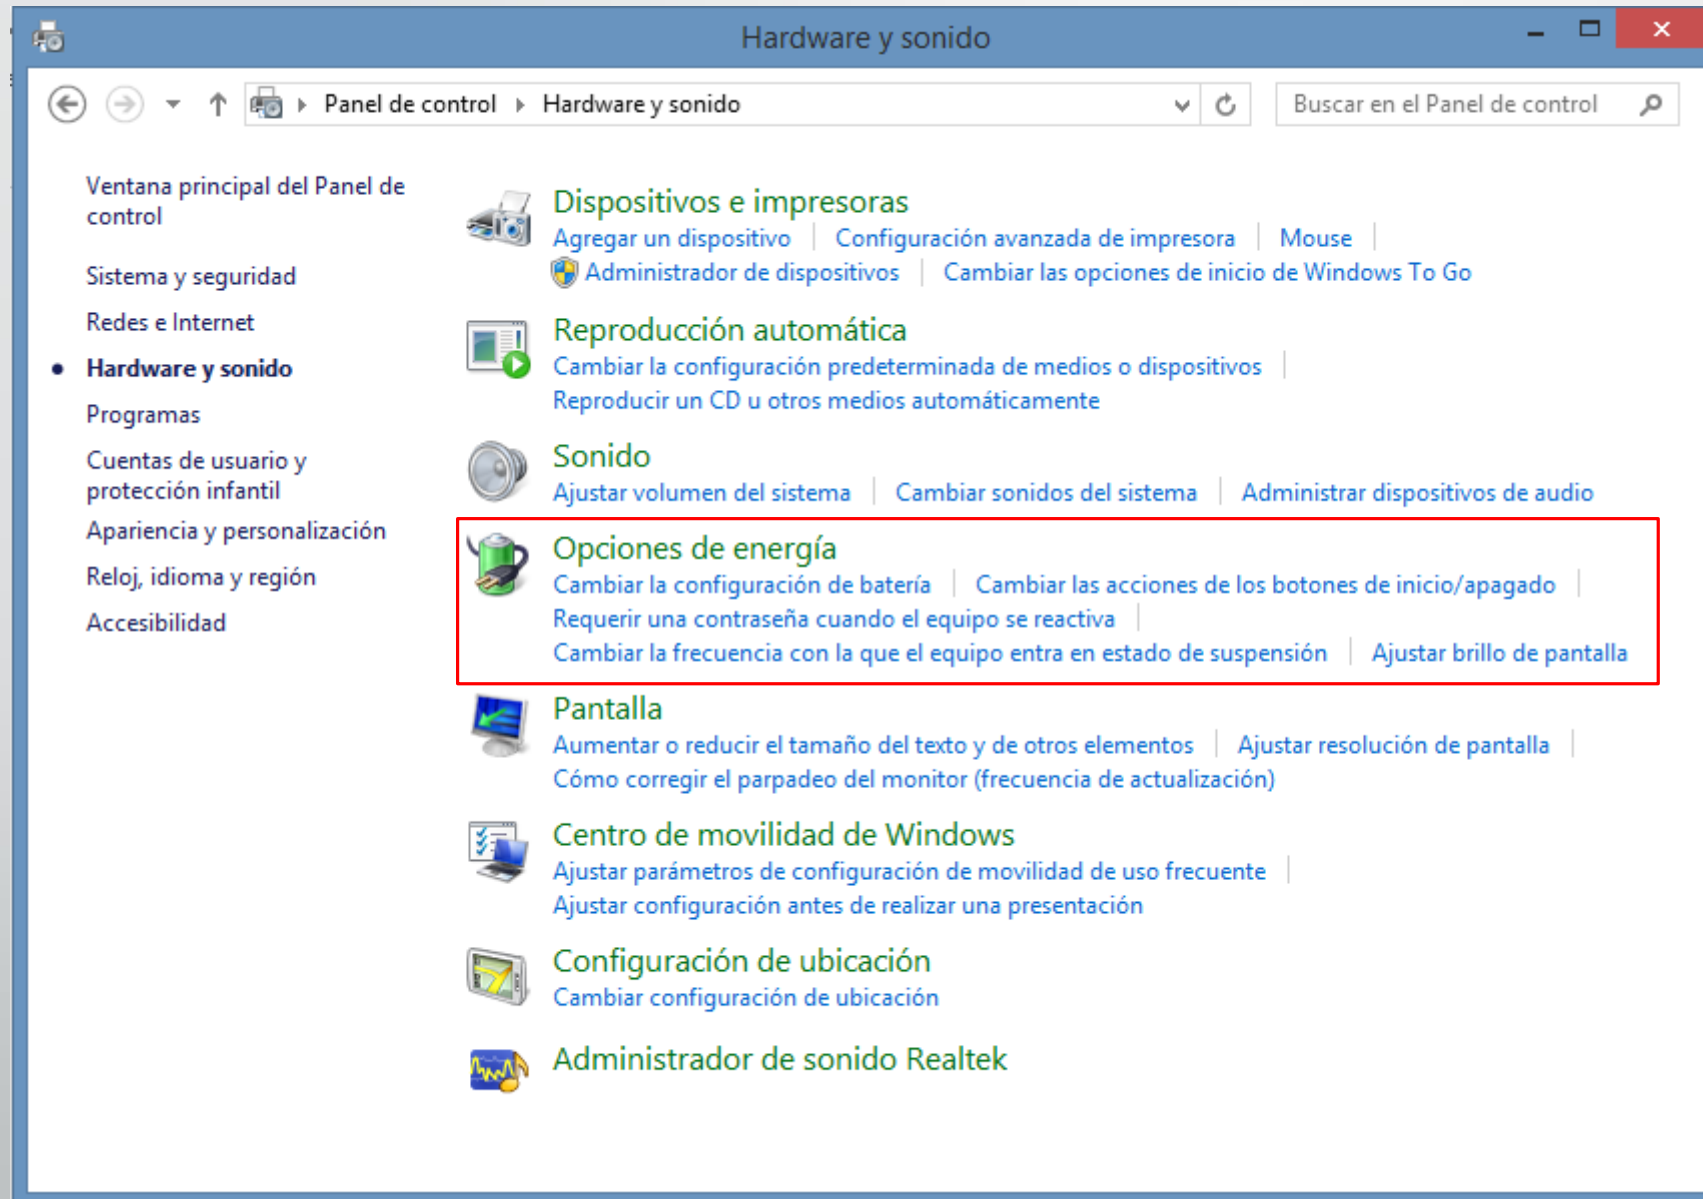 Hardware y sonido
Panel de control Hardware y sonido
Buscar en el Panel de control
Ventana principal del Panel de
control
Sistema y seguridad
Redes e Internet
Hardware y sonido
Programas
Cuentas de usuario y
protección infantil
Apariencia y personalización
Reloj, idioma y región
Accesibilidad
Dispositivos e impresoras
Agregar un dispositivo Configuración avanzada de impresora Mouse
Administrador de dispositivos Cambiar las opciones de inicio de Windows To Go
Reproducción automática
Cambiar la configuración predeterminada de medios o dispositivos
Reproducir un CD u otros medios automáticamente
Sonido
Ajustar volumen del sistema Cambiar sonidos del sistema Administrar dispositivos de audio
Opciones de energía
Cambiar la configuración de batería Cambiar las acciones de los botones de inicio/apagado
Requerir una contraseña cuando el equipo se reactiva
Cambiar la frecuencia con la que el equipo entra en estado de suspensión Ajustar brillo de pantalla
Pantalla
Aumentar o reducir el tamaño del texto y de otros elementos Ajustar resolución de pantalla
Cómo corregir el parpadeo del monitor (frecuencia de actualización)
Centro de movilidad de Windows
Ajustar parámetros de configuración de movilidad de uso frecuente
Ajustar configuración antes de realizar una presentación
Configuración de ubicación
Cambiar configuración de ubicación
Administrador de sonido Realtek